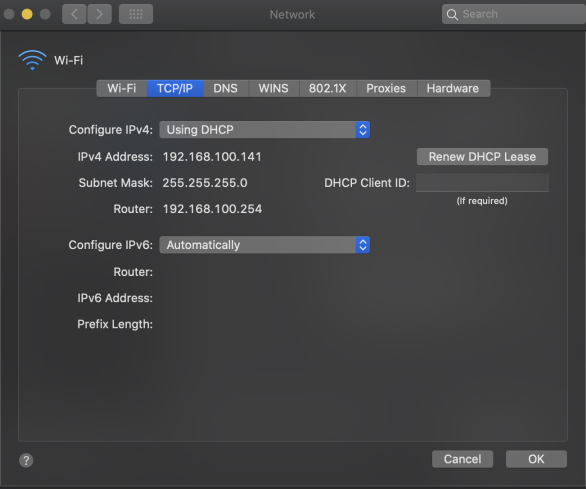 Network
Search
Wi-Fi
Wi-Fi TCP/IP DNS WINS 802.1X Proxies Hardware
Configure IPv4: Using DHCP
IPv4 Address: 192.168.100.141 Renew DHCP Lease
Subnet Mask: 255.255.255.0 DHCP Client ID:
(If required)
Router: 192.168.100.254
Configure IPv6: Automatically
Router:
IPv6 Address:
Prefix Length:
? Cancel OK